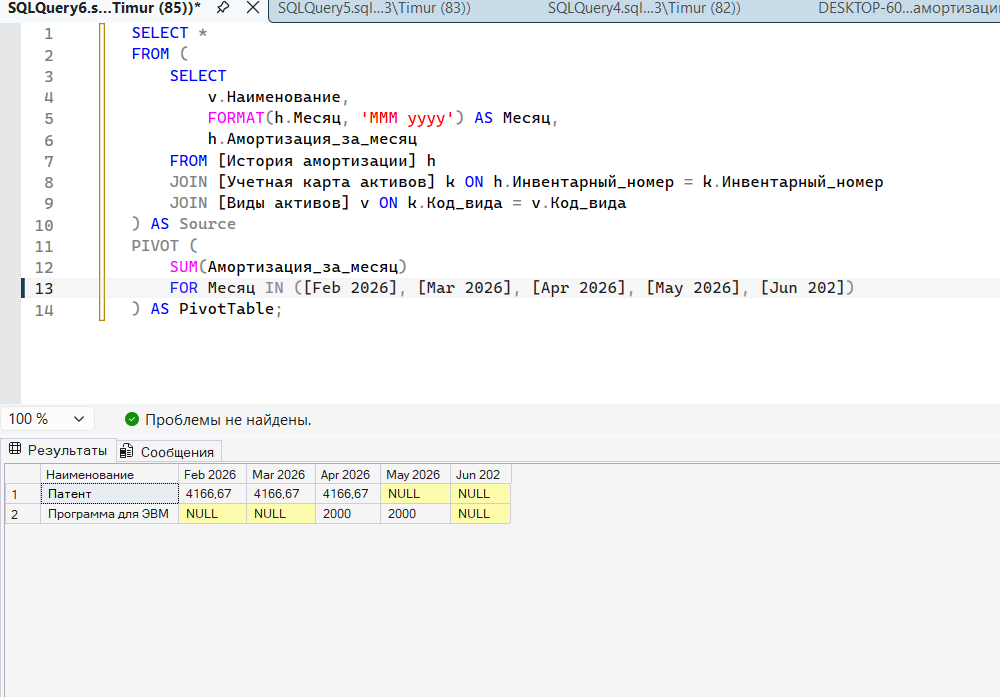 SQLQuery6.s...Timur (85))* SQLQuery5.sql...3\Timur (83)) SQLQuery4.sql...3\Timur (82)) DESKTOP-60...амортизаци
1 SELECT *
2 FROM (
3 SELECT
4 v.Наименование,
5 FORMAT(h.Месяц, 'MMM yyyy') AS Месяц,
6 h.Амортизация_за_месяц
7 FROM [История амортизации] h
8 JOIN [Учетная карта активов] k ON h.Инвентарный_номер = k.Инвентарный_номер
9 JOIN [Виды активов] v ON k.Код_вида = v.Код_вида
10 ) AS Source
11 PIVOT (
12 SUM(Амортизация_за_месяц)
13 FOR Месяц IN ([Feb 2026], [Mar 2026], [Apr 2026], [May 2026], [Jun 202])
14 ) AS PivotTable;
100 % Проблемы не найдены.
Результаты Сообщения
Наименование Feb 2026 Mar 2026 Apr 2026 May 2026 Jun 202
1 Патент 4166,67 4166,67 4166,67 NULL NULL
2 Программа для ЭВМ NULL NULL 2000 2000 NULL